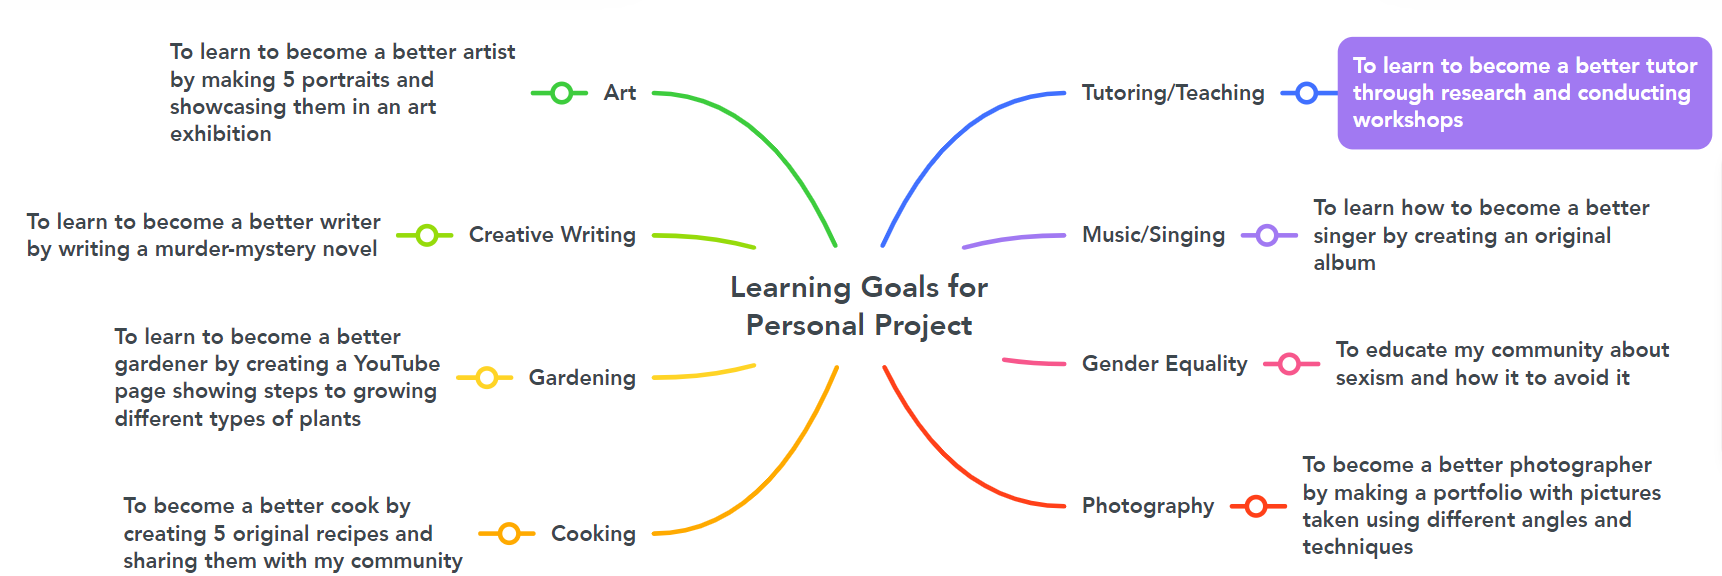 Learning Goals for
Personal Project
Art
To learn to become a better artist
by making 5 portraits and
showcasing them in an art
exhibition
Creative Writing
To learn to become a better writer
by writing a murder-mystery novel
Gardening
To learn to become a better
gardener by creating a YouTube
page showing steps to growing
different types of plants
Cooking
To become a better cook by
creating 5 original recipes and
sharing them with my community
Tutoring/Teaching
To learn to become a better tutor
through research and conducting
workshops
Music/Singing
To learn how to become a better
singer by creating an original
album
Gender Equality
To educate my community about
sexism and how it to avoid it
Photography
To become a better photographer
by making a portfolio with pictures
taken using different angles and
techniques